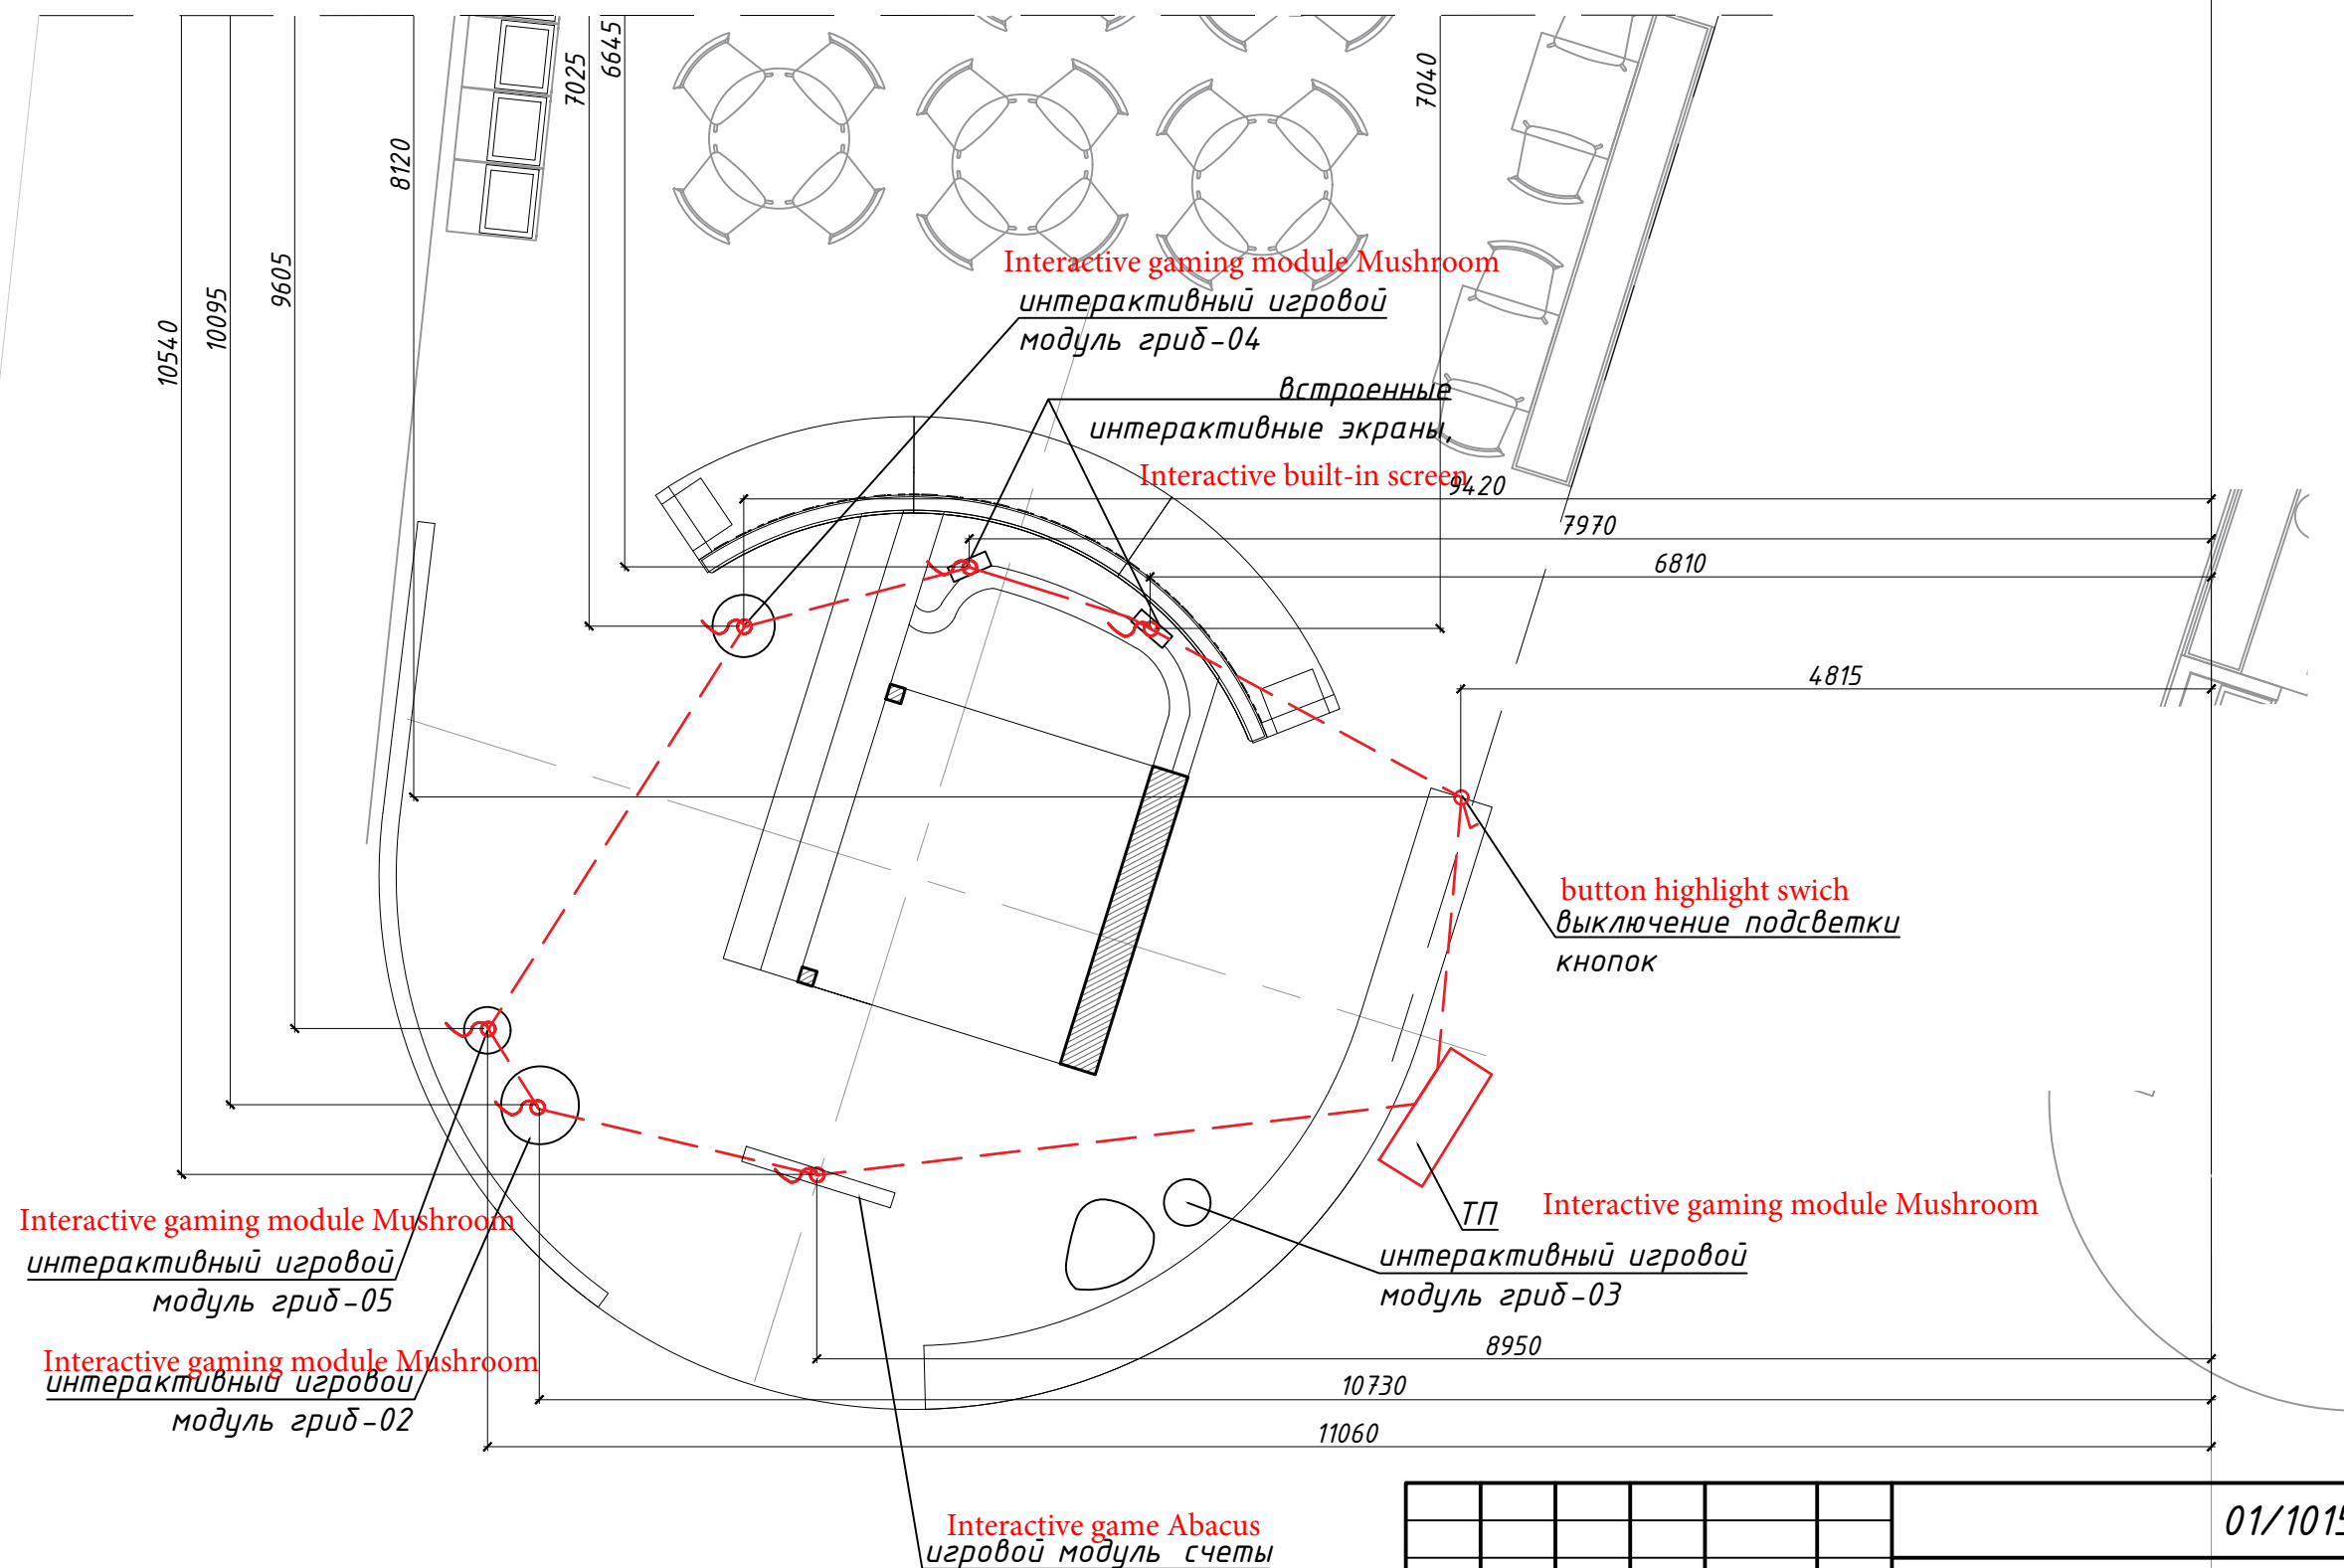 6645
7025
7040
8120
9605
10095
10540
Interactive gaming module Mushroom
интерактивный игровой
модуль гриб-04
встроенные
интерактивные экраны,
Interactive built-in screen
9420
7970
6810
4815
button highlight swich
выключение подсветки
кнопок
ТП
Interactive gaming module Mushroom
интерактивный игровой
модуль гриб-03
Interactive gaming module Mushroom
интерактивный игровой
модуль гриб-05
Interactive gaming module Mushroom
интерактивный игровой
модуль гриб-02
8950
10730
11060
Interactive game Abacus
игровой модуль счеты
01/1015